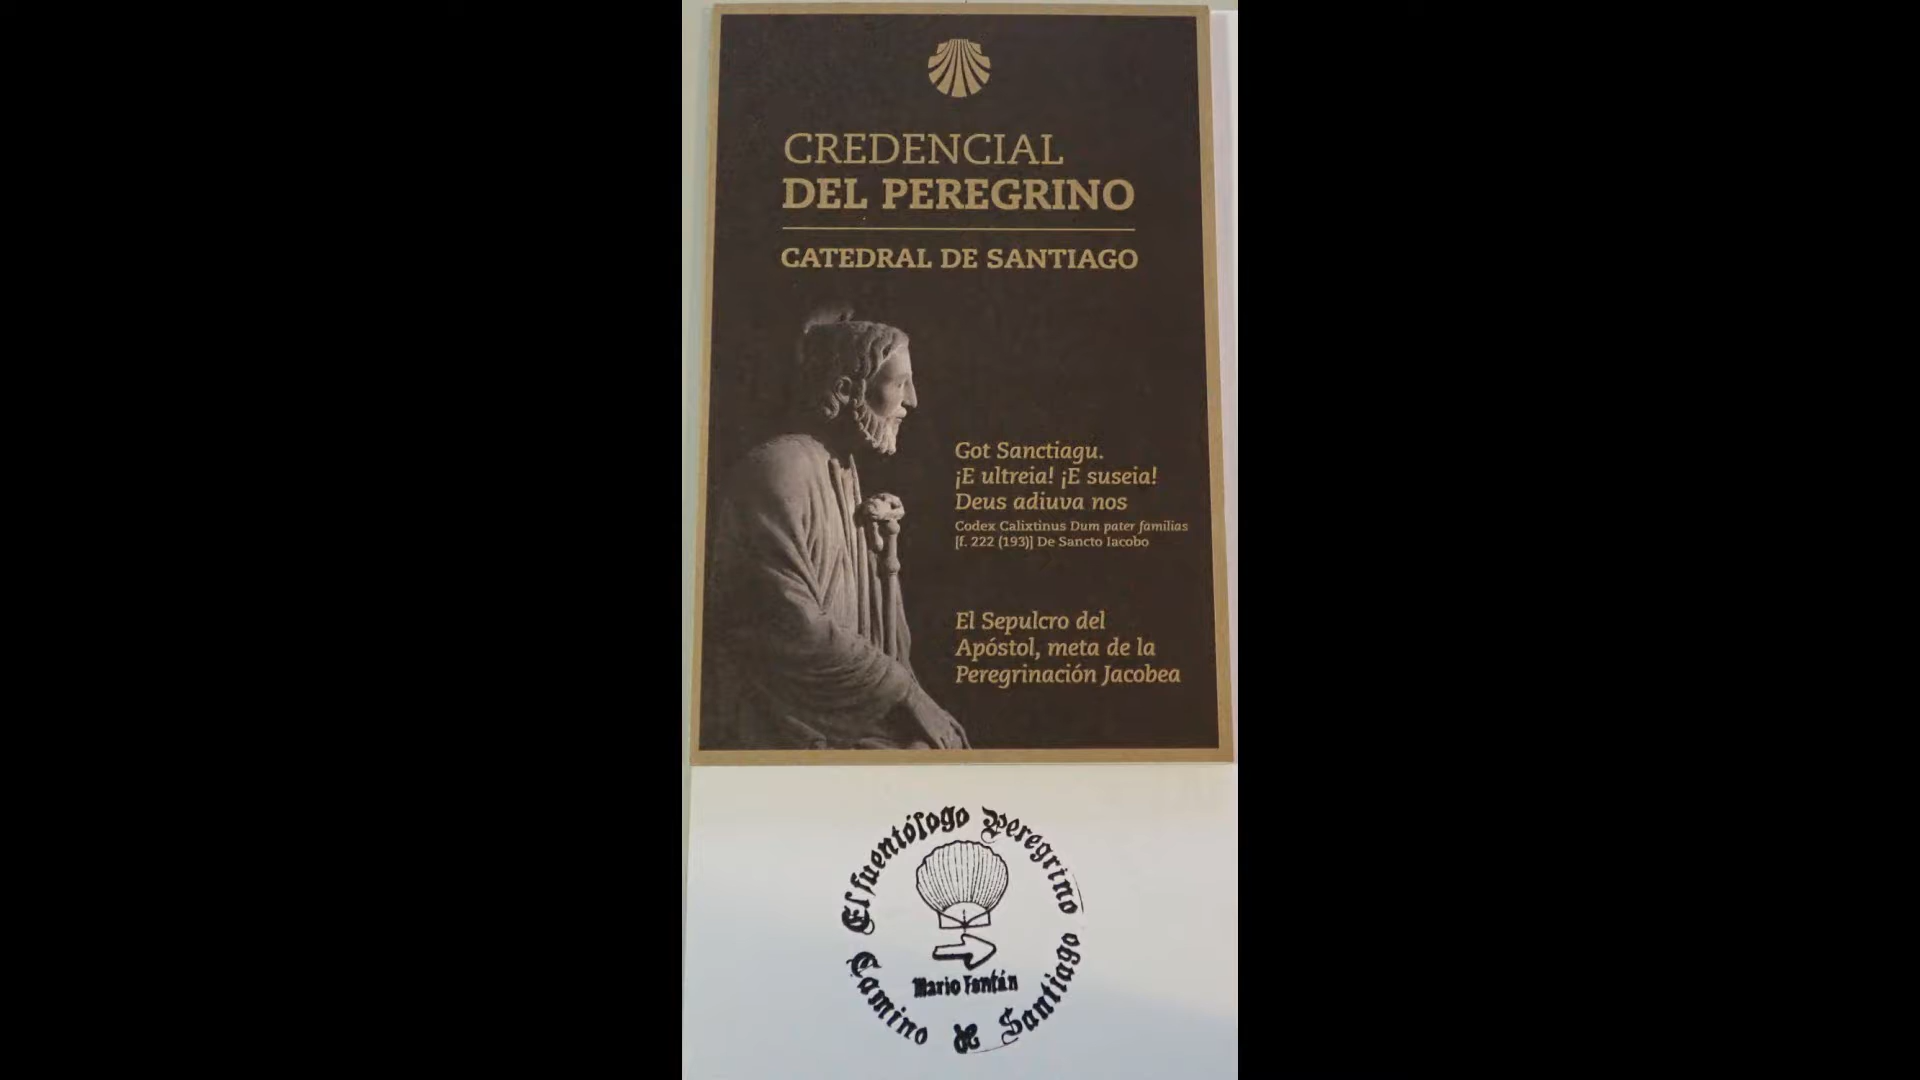 CREDENCIAL
DEL PEREGRINO
CATEDRAL DE SANTIAGO
Got Sanctiagu.
¡E ultreia! ¡E suseia!
Deus adiuva nos
Codex Calixtinus Dum pater familias
[f. 222 (193)] De Sancto Iacobo
El Sepulcro del
Apóstol, meta de la
Peregrinación Jacobea
El fuentólogo Peregrino
Mario Fontán
Camino de Santiago